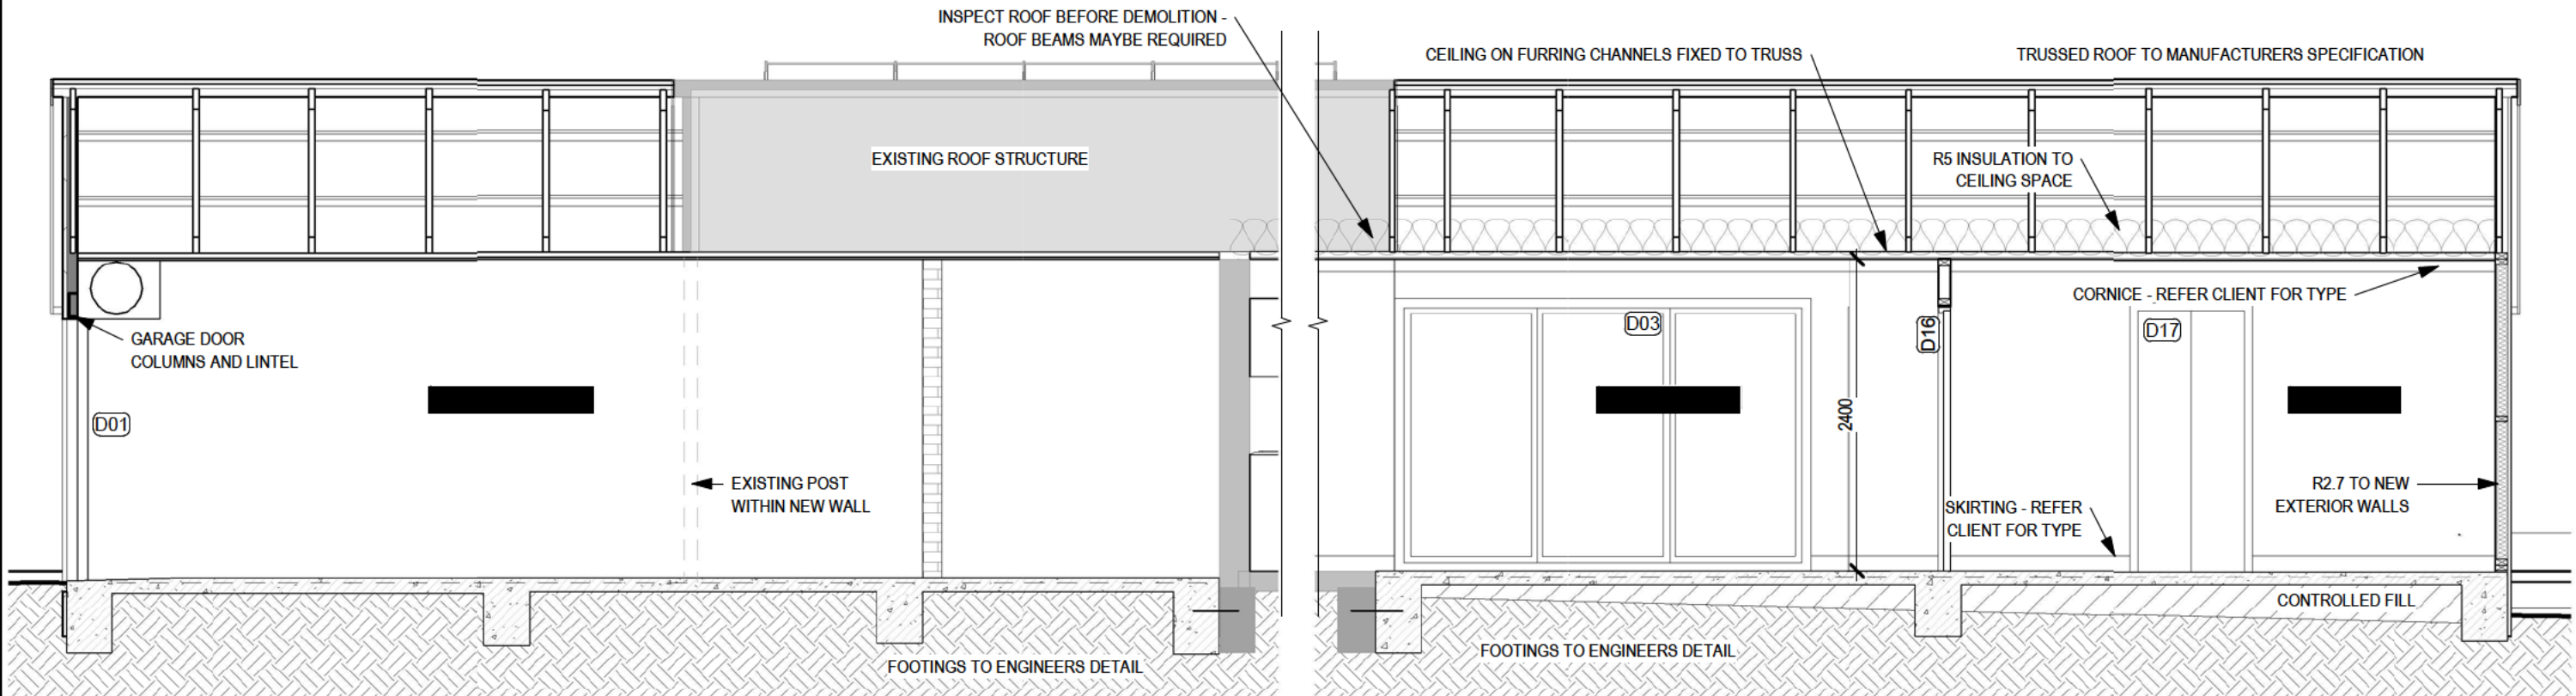 INSPECT ROOF BEFORE DEMOLITION -
ROOF BEAMS MAYBE REQUIRED
CEILING ON FURRING CHANNELS FIXED TO TRUSS
TRUSSED ROOF TO MANUFACTURERS SPECIFICATION
EXISTING ROOF STRUCTURE
R5 INSULATION TO
CEILING SPACE
GARAGE DOOR
COLUMNS AND LINTEL
CORNICE - REFER CLIENT FOR TYPE
D03
D16
D17
D01
2400
EXISTING POST
WITHIN NEW WALL
SKIRTING - REFER
CLIENT FOR TYPE
R2.7 TO NEW
EXTERIOR WALLS
CONTROLLED FILL
FOOTINGS TO ENGINEERS DETAIL
FOOTINGS TO ENGINEERS DETAIL